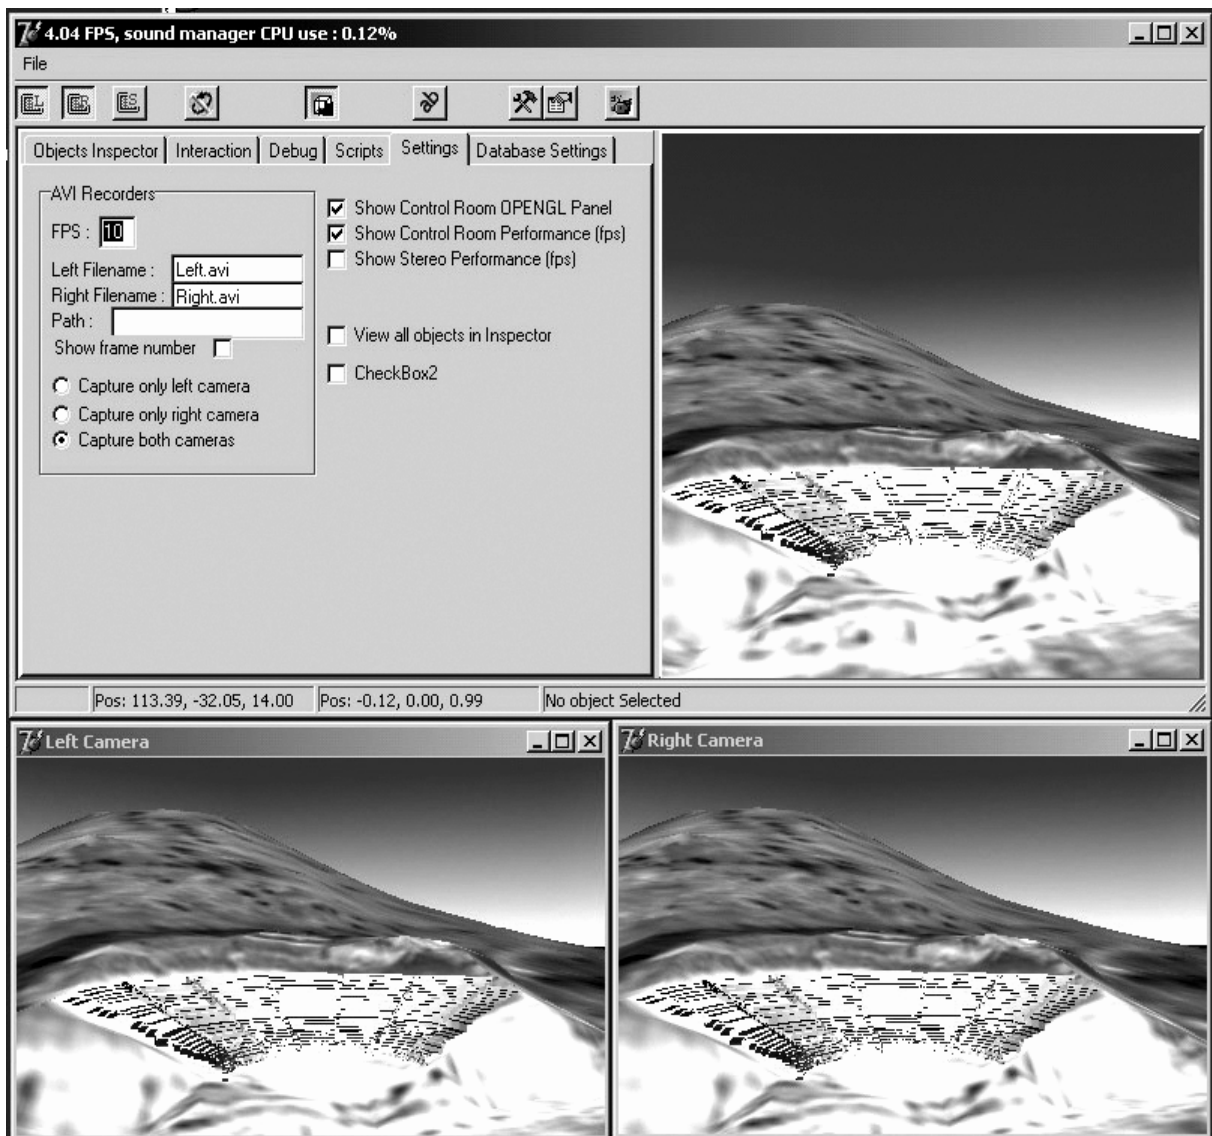 4.04 FPS, sound manager CPU use : 0.12%
File
L R S
Objects Inspector Interaction Debug Scripts Settings Database Settings
AVI Recorders
FPS : 10
Left Filename : Left.avi
Right Filename : Right.avi
Path :
Show frame number
Capture only left camera
Capture only right camera
Capture both cameras
Show Control Room OPENGL Panel
Show Control Room Performance (fps)
Show Stereo Performance (fps)
View all objects in Inspector
CheckBox2
Pos: 113.39, -32.05, 14.00 Pos: -0.12, 0.00, 0.99 No object Selected
Left Camera
Right Camera